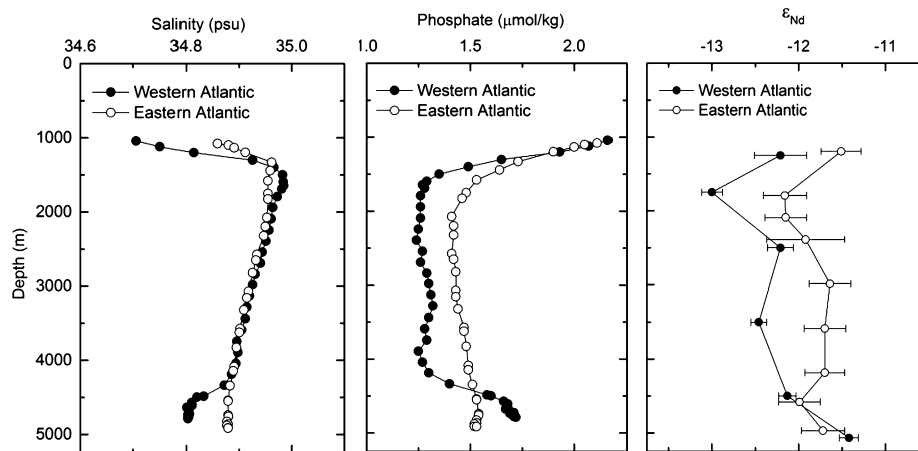 Salinity (psu)
34.6 34.8 35.0
Phosphate (μmol/kg)
1.0 1.5 2.0
εNd
-13 -12 -11
Depth (m)
0
1000
2000
3000
4000
5000
Western Atlantic
Eastern Atlantic
Western Atlantic
Eastern Atlantic
Western Atlantic
Eastern Atlantic